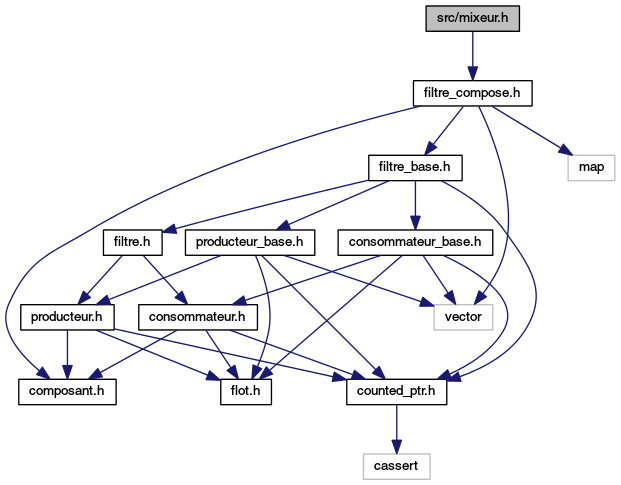 src/mixeur.h
filtre_compose.h
filtre_base.h
map
filtre.h
producteur_base.h
consommateur_base.h
producteur.h
consommateur.h
vector
composant.h
flot.h
counted_ptr.h
cassert